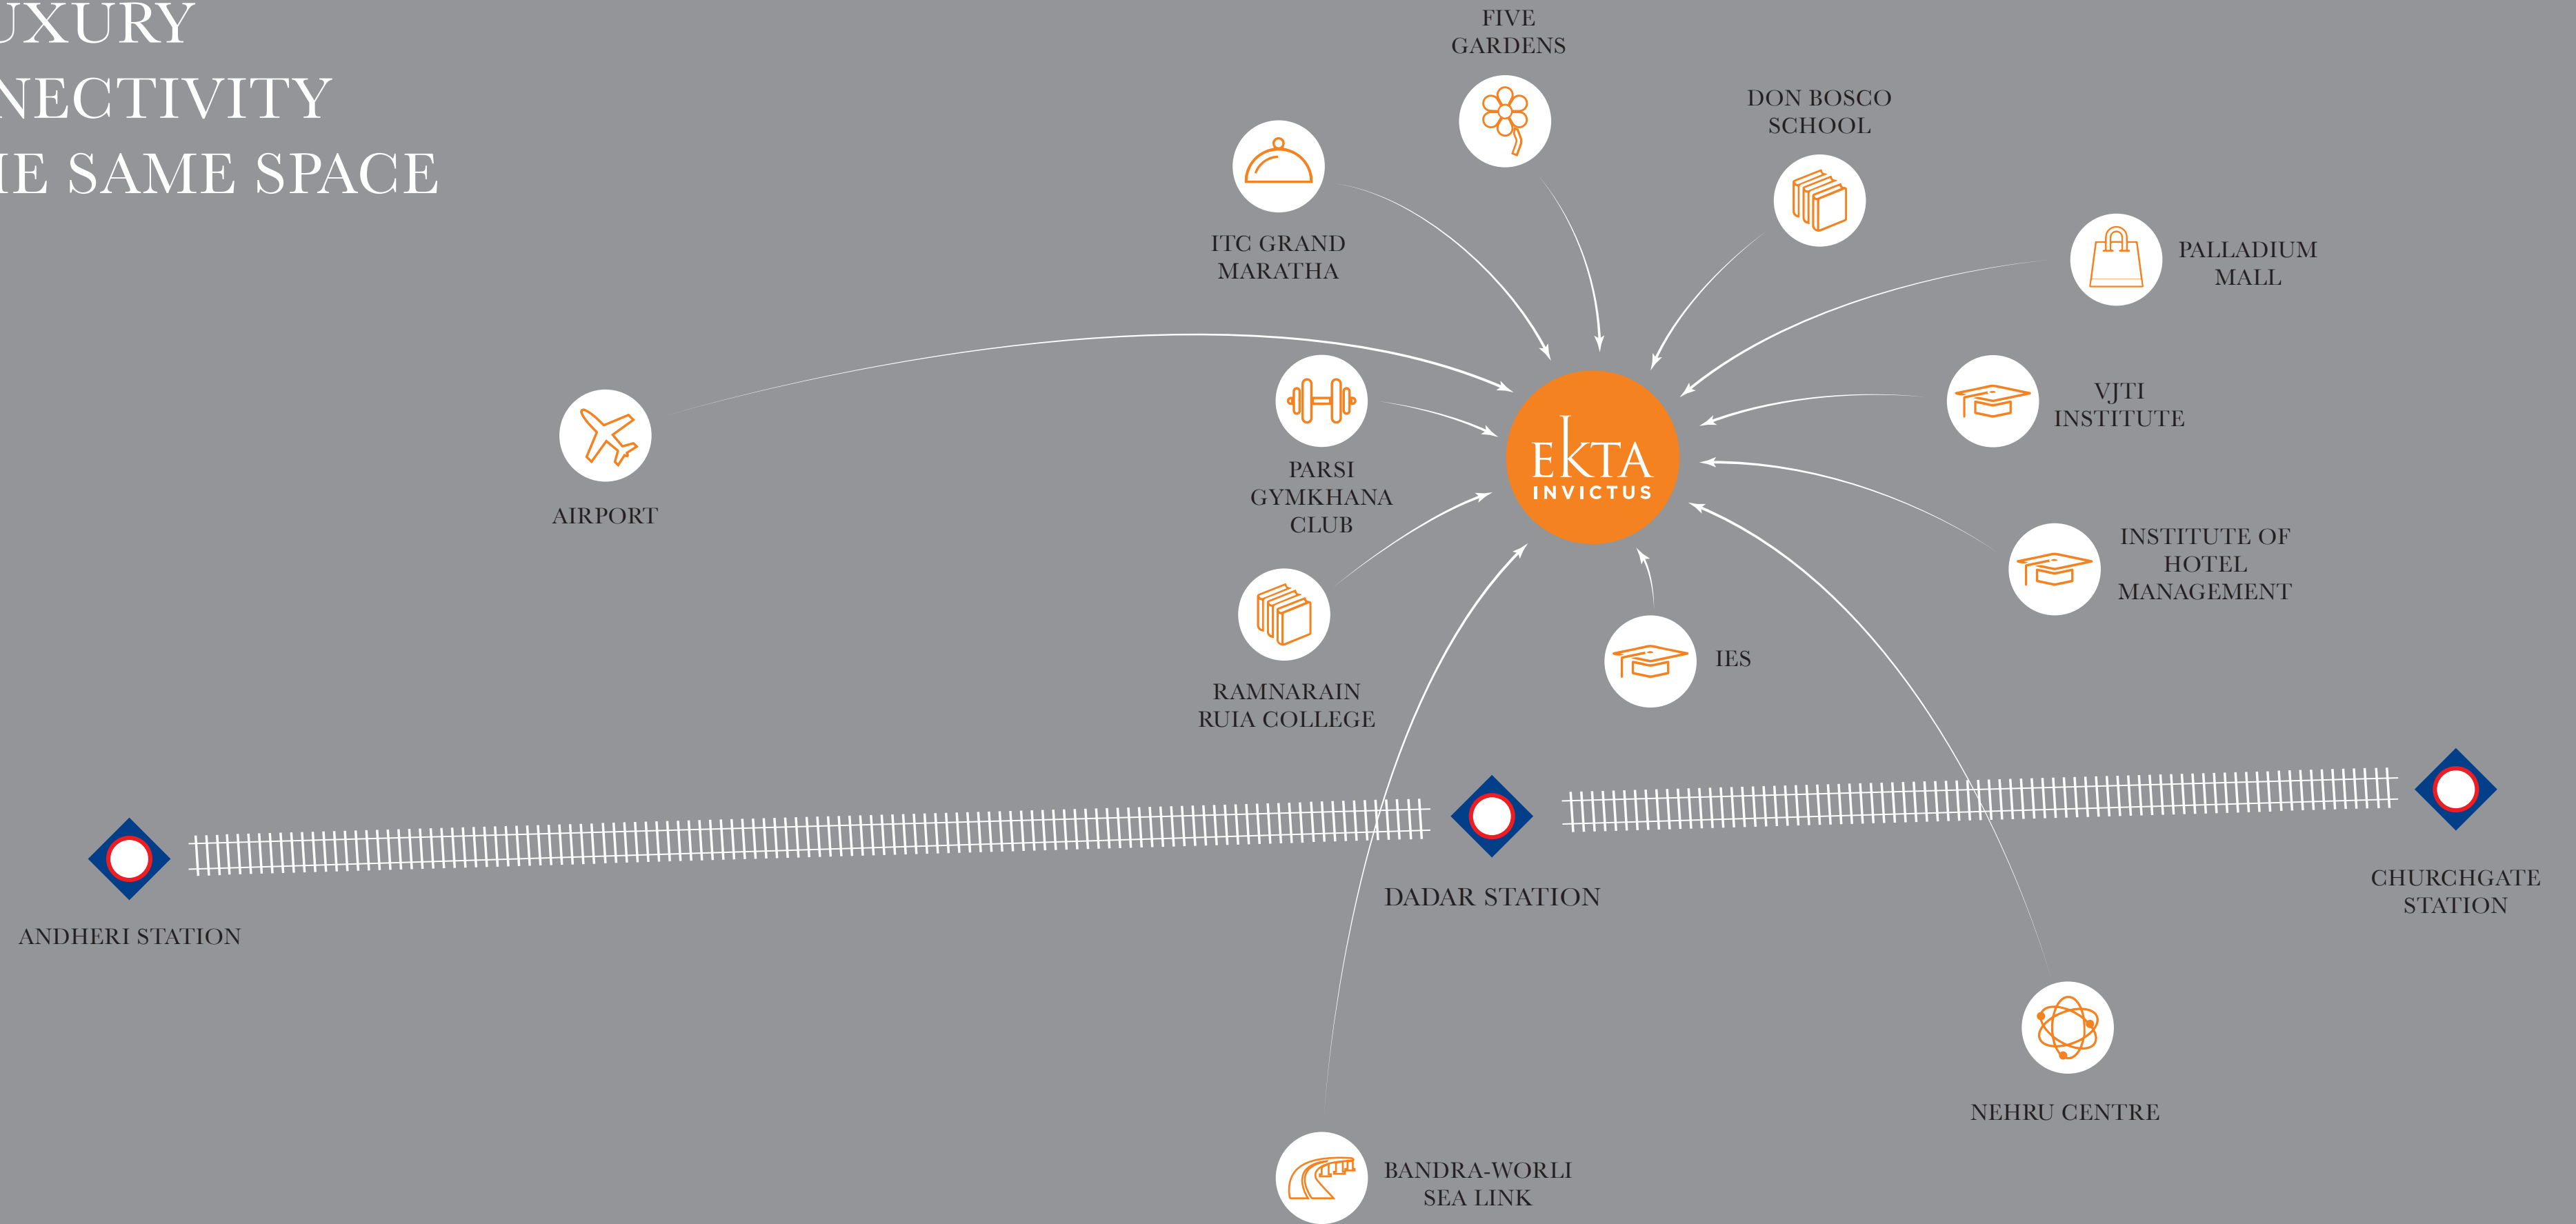 UXURY
NECTIVITY
HE SAME SPACE
FIVE
GARDENS
DON BOSCO
SCHOOL
ITC GRAND
MARATHA
PALLADIUM
MALL
AIRPORT
PARSI
GYMKHANA
CLUB
EKTA
INVICTUS
VJTI
INSTITUTE
INSTITUTE OF
HOTEL
MANAGEMENT
RAMNARAIN
RUIA COLLEGE
IES
ANDHERI STATION
DADAR STATION
CHURCHGATE
STATION
NEHRU CENTRE
BANDRA-WORLI
SEA LINK